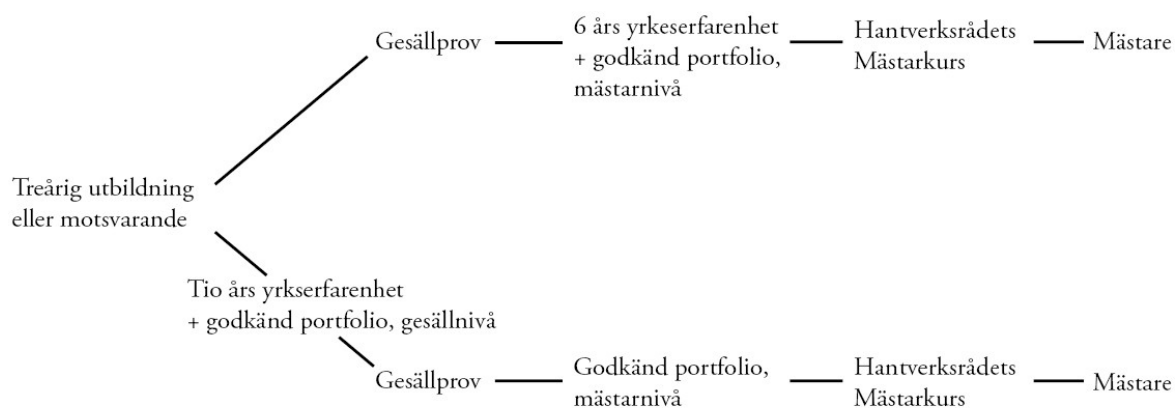 Gesällprov
6 års yrkeserfarenhet
+ godkänd portfolio,
mästarnivå
Hantverksrådets
Mästarkurs
Mästare
Treårig utbildning
eller motsvarande
Tio års yrkserfarenhet
+ godkänd portfolio, gesällnivå
Gesällprov
Godkänd portfolio,
mästarnivå
Hantverksrådets
Mästarkurs
Mästare